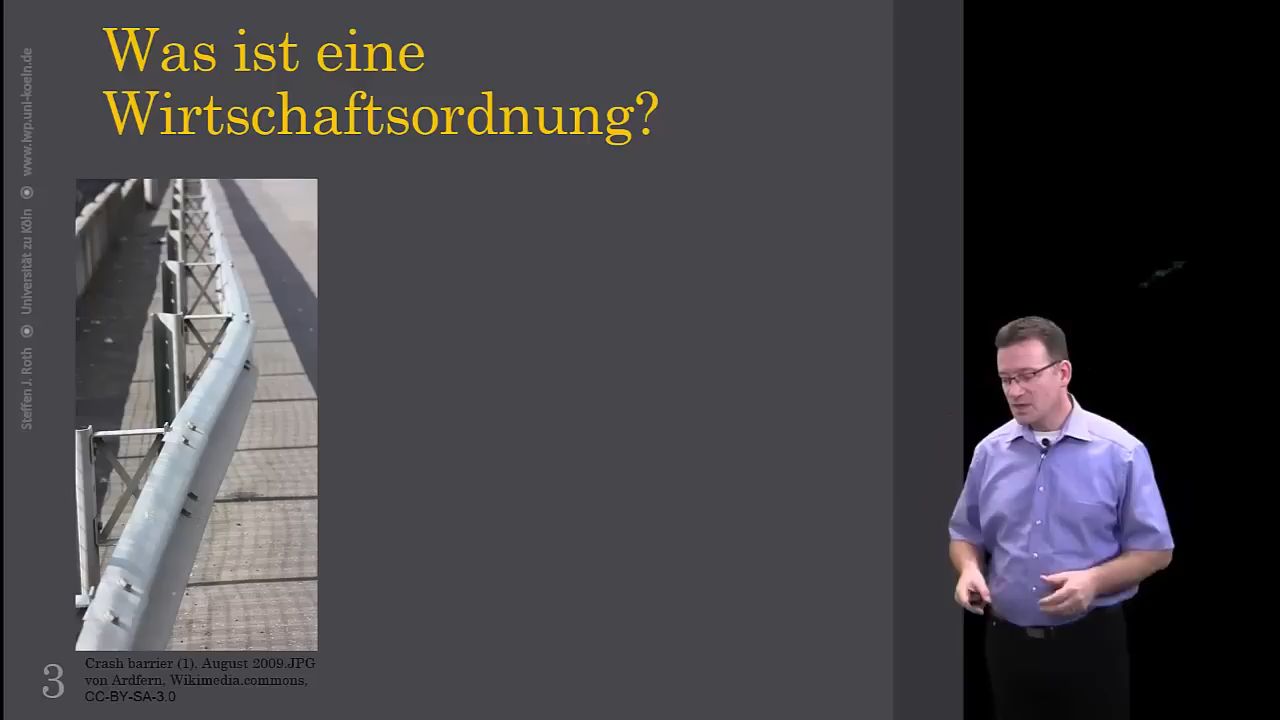 Was ist eine
Wirtschaftsordnung?
Steffen J. Roth ◉ Universität zu Köln ◉ www.iwp.uni-koeln.de
3
Crash barrier (1), August 2009.JPG
von Ardfern, Wikimedia.commons,
CC-BY-SA-3.0